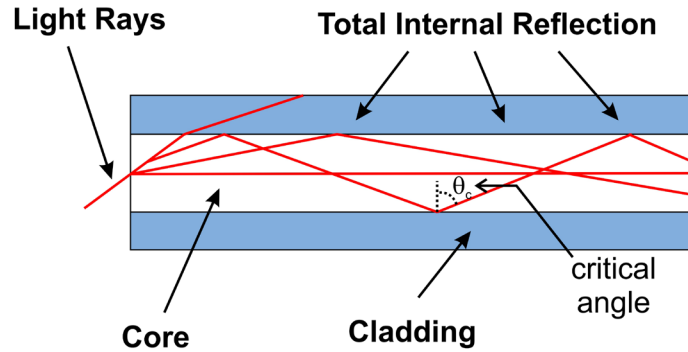 Light Rays
Total Internal Reflection
θc
critical
angle
Core
Cladding